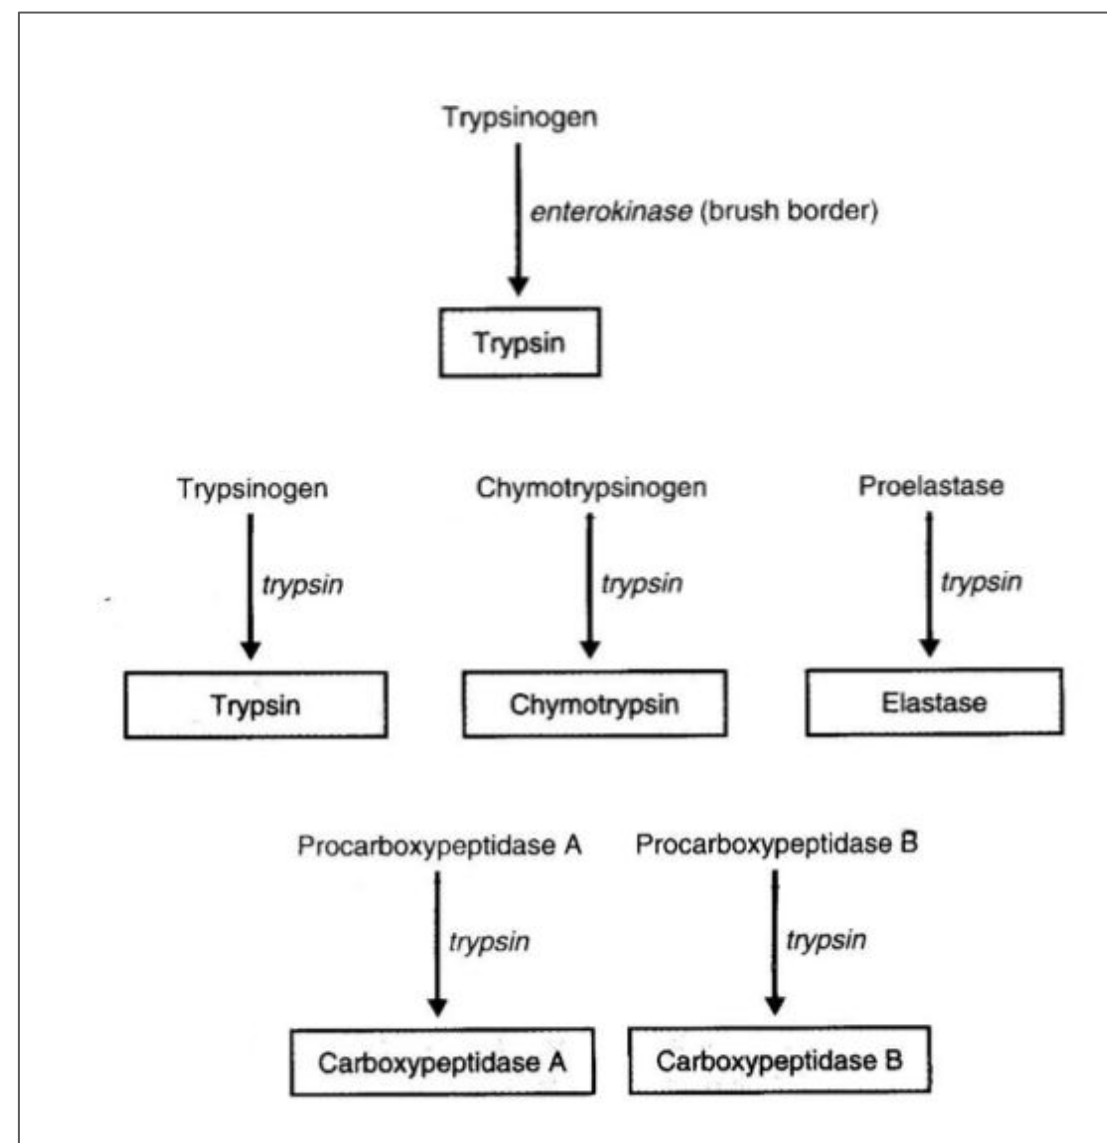 Trypsinogen
enterokinase (brush border)
Trypsin
Trypsinogen Chymotrypsinogen Proelastase
trypsin trypsin trypsin
Trypsin Chymotrypsin Elastase
Procarboxypeptidase A Procarboxypeptidase B
trypsin trypsin
Carboxypeptidase A Carboxypeptidase B